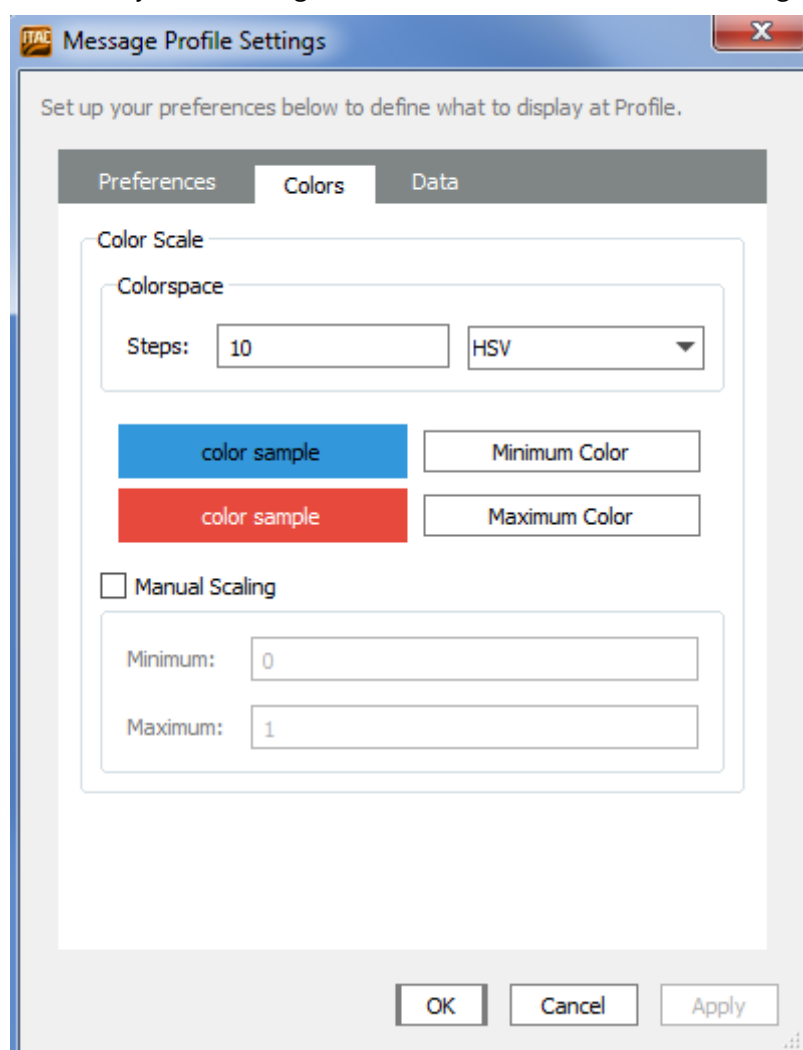 ITAC Message Profile Settings X
Set up your preferences below to define what to display at Profile.
Preferences Colors Data
Color Scale
Colorspace
Steps: 10 HSV
color sample Minimum Color
color sample Maximum Color
Manual Scaling
Minimum: 0
Maximum: 1
OK Cancel Apply